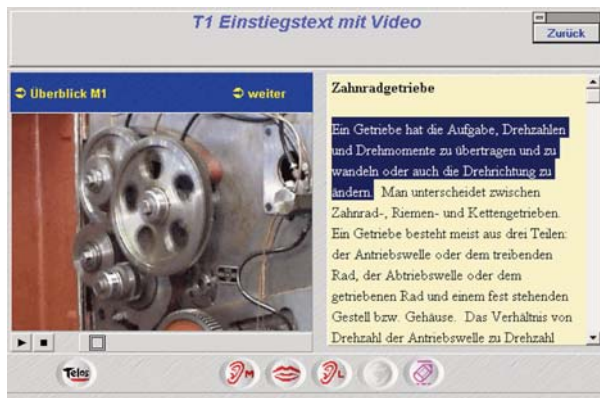 T1 Einstiegstext mit Video
Zurück
Überblick M1
weiter
Zahnradgetriebe
Ein Getriebe hat die Aufgabe, Drehzahlen
und Drehmomente zu übertragen und zu
wandeln oder auch die Drehrichtung zu
ändern. Man unterscheidet zwischen
Zahnrad-, Riemen- und Kettengetrieben.
Ein Getriebe besteht meist aus drei Teilen:
der Antriebswelle oder dem treibenden
Rad, der Abtriebswelle oder dem
getriebenen Rad und einem fest stehenden
Gestell bzw. Gehäuse. Das Verhältnis von
Drehzahl der Antriebswelle zu Drehzahl
Telos
M
L